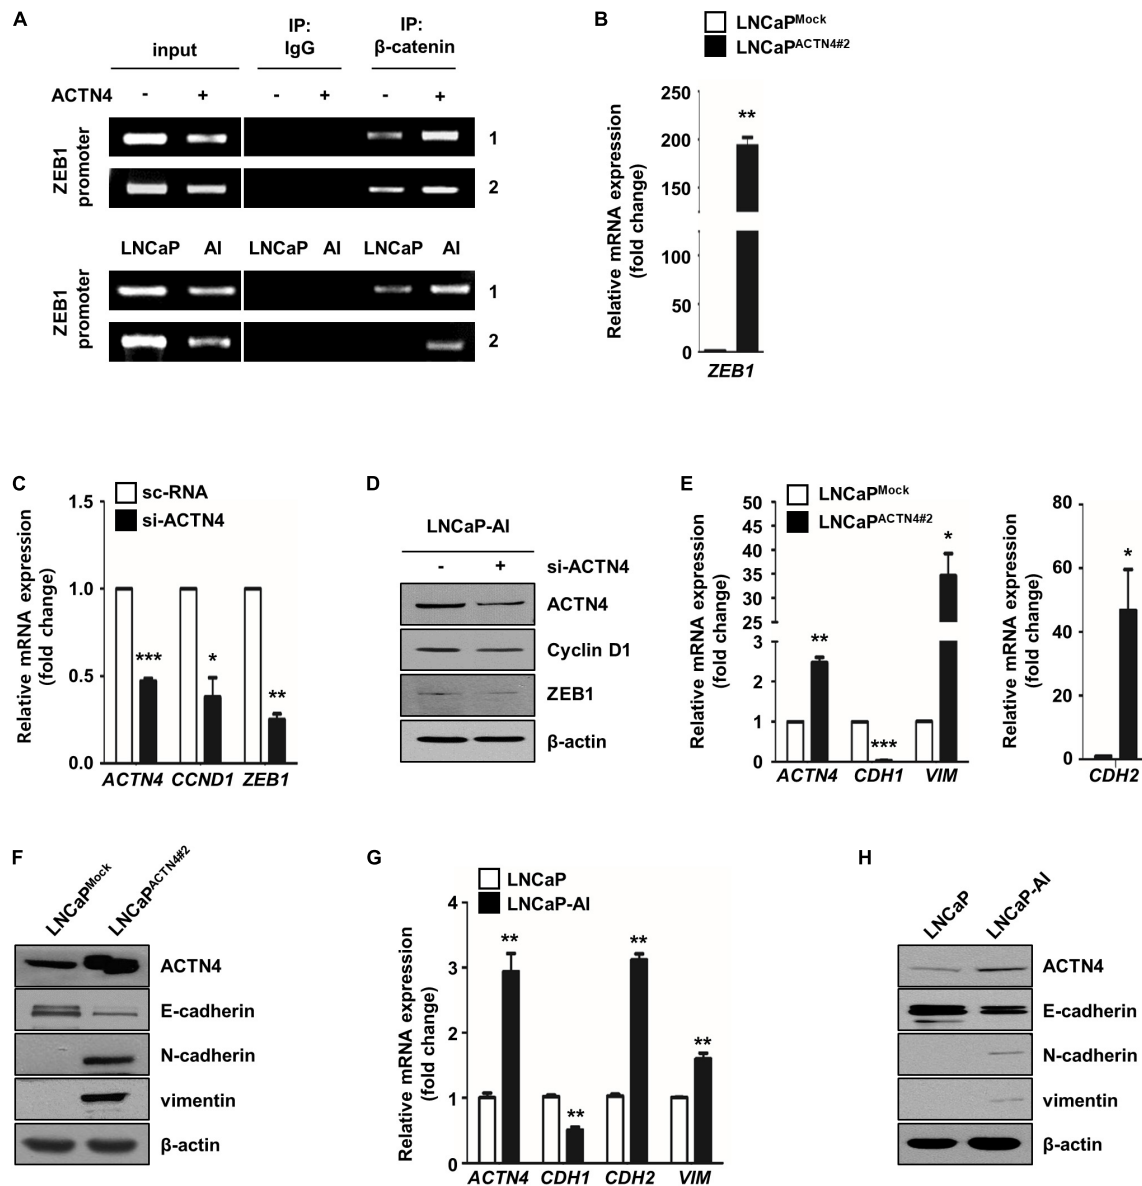 A
input
IP:
IgG
IP:
β-catenin
ACTN4 - + - + - +
ZEB1
promoter
1
2
LNCaP AI LNCaP AI LNCaP AI
ZEB1
promoter
1
2
B
LNCaPMock
LNCaPACTN4#2
Relative mRNA expression
(fold change)
250
200
150
100
50
0
**
ZEB1
C
sc-RNA
si-ACTN4
Relative mRNA expression
(fold change)
1.5
1.0
0.5
0.0
***
*
**
ACTN4 CCND1 ZEB1
D
LNCaP-AI
- + si-ACTN4
ACTN4
Cyclin D1
ZEB1
β-actin
E
LNCaPMock
LNCaPACTN4#2
Relative mRNA expression
(fold change)
50
45
40
35
30
25
3
2
1
0
**
***
*
ACTN4 CDH1 VIM
Relative mRNA expression
(fold change)
80
60
40
20
0
*
CDH2
F
LNCaPMock
LNCaPACTN4#2
ACTN4
E-cadherin
N-cadherin
vimentin
β-actin
G
LNCaP
LNCaP-AI
Relative mRNA expression
(fold change)
4
3
2
1
0
**
**
**
**
ACTN4 CDH1 CDH2 VIM
H
LNCaP
LNCaP-AI
ACTN4
E-cadherin
N-cadherin
vimentin
β-actin